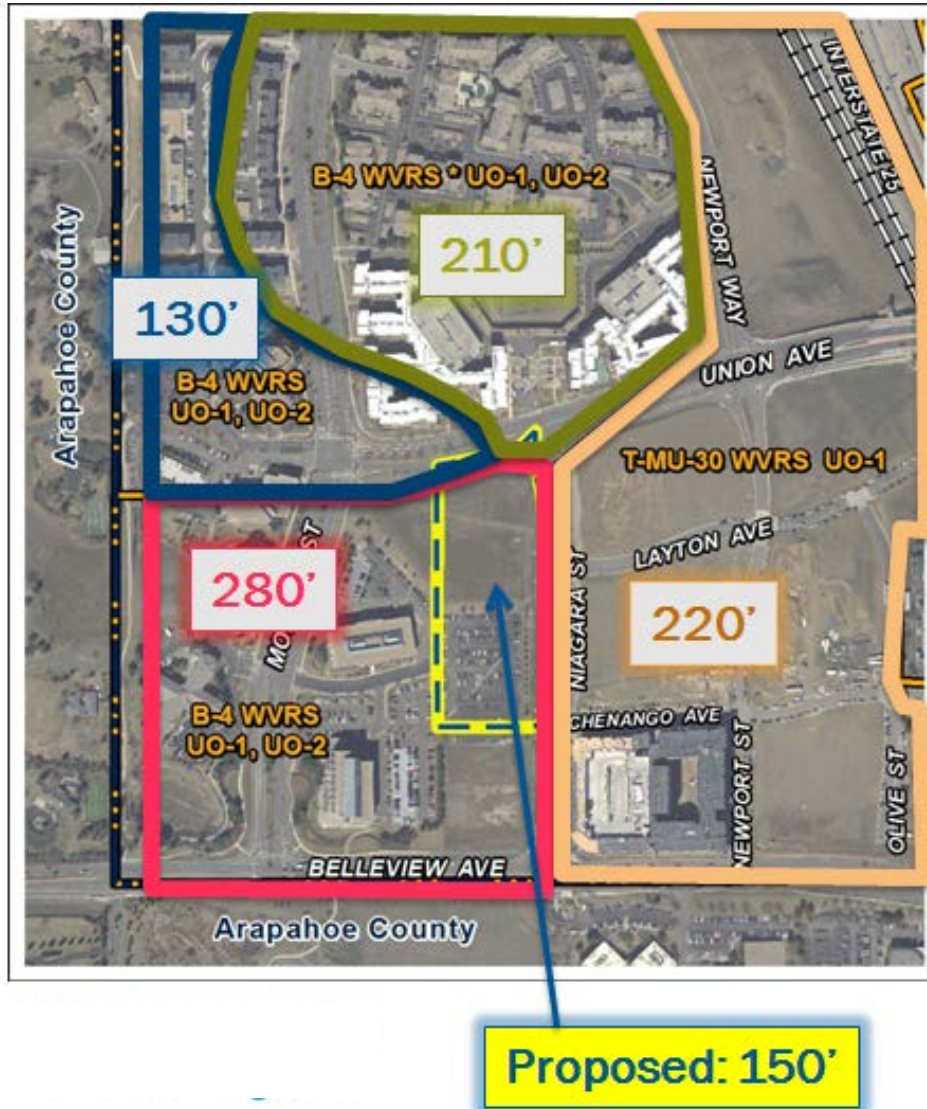 INTERSTATE 25
B-4 WVRS * UO-1, UO-2
NEWPORT WAY
210'
Arapahoe County
130'
UNION AVE
B-4 WVRS
UO-1, UO-2
T-MU-30 WVRS UO-1
LAYTON AVE
280'
NIAGARA ST
220'
B-4 WVRS
UO-1, UO-2
CHENANGO AVE
NEWPORT ST
OLIVE ST
BELLEVIEW AVE
Arapahoe County
Proposed: 150'